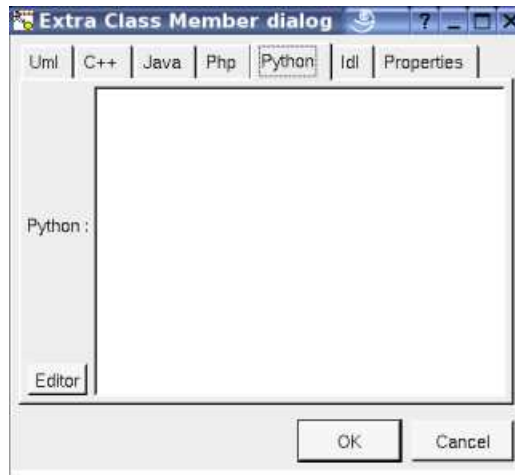 Extra Class Member dialog
Uml C++ Java Php Python Idl Properties
Python :
Editor
OK Cancel